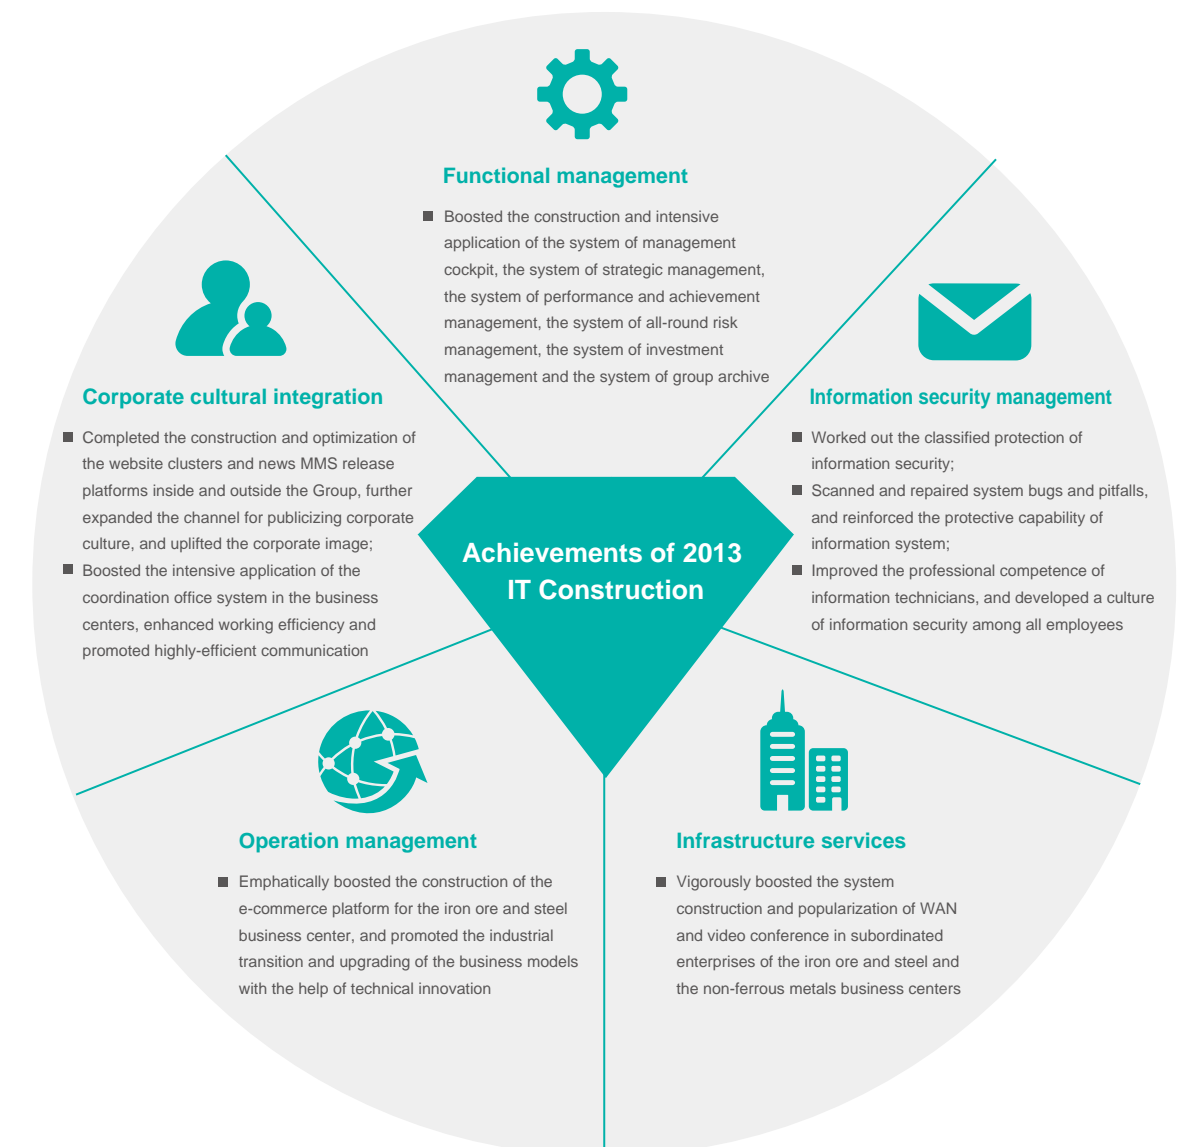 Functional management
Boosted the construction and intensive
application of the system of management
cockpit, the system of strategic management,
the system of performance and achievement
management, the system of all-round risk
management, the system of investment
management and the system of group archive
Corporate cultural integration
Completed the construction and optimization of
the website clusters and news MMS release
platforms inside and outside the Group, further
expanded the channel for publicizing corporate
culture, and uplifted the corporate image;
Boosted the intensive application of the
coordination office system in the business
centers, enhanced working efficiency and
promoted highly-efficient communication
Information security management
Worked out the classified protection of
information security;
Scanned and repaired system bugs and pitfalls,
and reinforced the protective capability of
information system;
Improved the professional competence of
information technicians, and developed a culture
of information security among all employees
Achievements of 2013
IT Construction
Operation management
Emphatically boosted the construction of the
e-commerce platform for the iron ore and steel
business center, and promoted the industrial
transition and upgrading of the business models
with the help of technical innovation
Infrastructure services
Vigorously boosted the system
construction and popularization of WAN
and video conference in subordinated
enterprises of the iron ore and steel and
the non-ferrous metals business centers